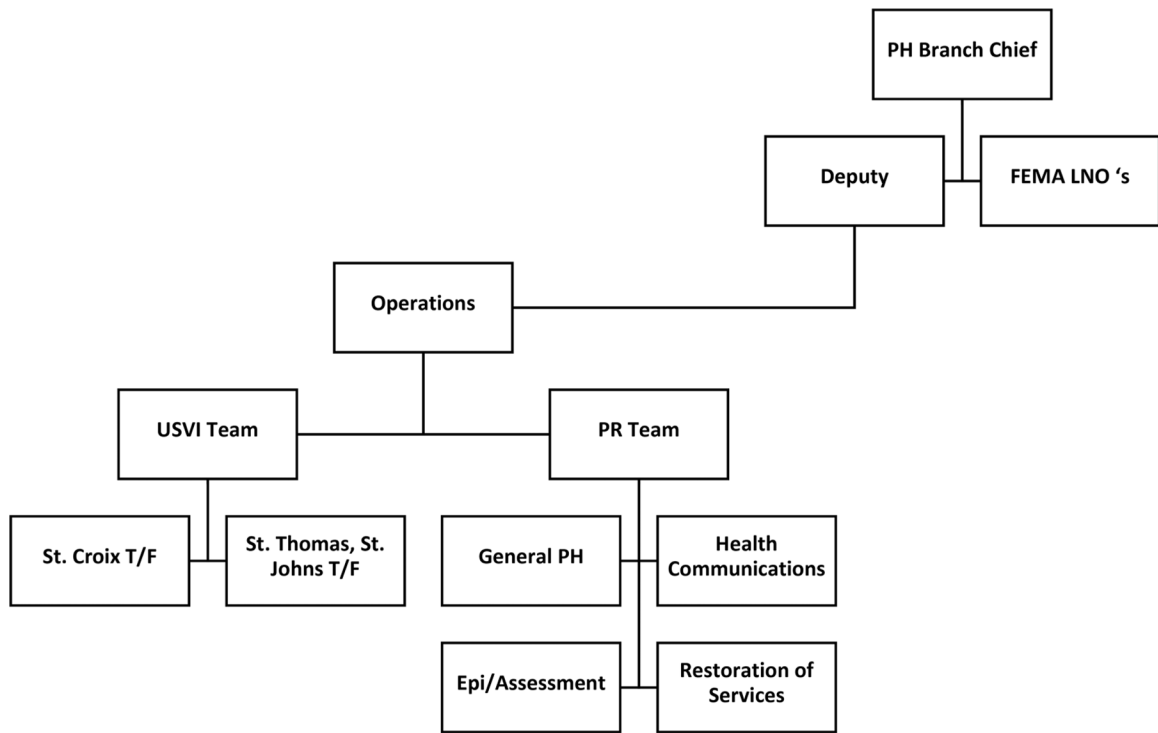 PH Branch Chief
Deputy
FEMA LNO ‘s
Operations
USVI Team
PR Team
St. Croix T/F
St. Thomas, St.
Johns T/F
General PH
Health
Communications
Epi/Assessment
Restoration of
Services